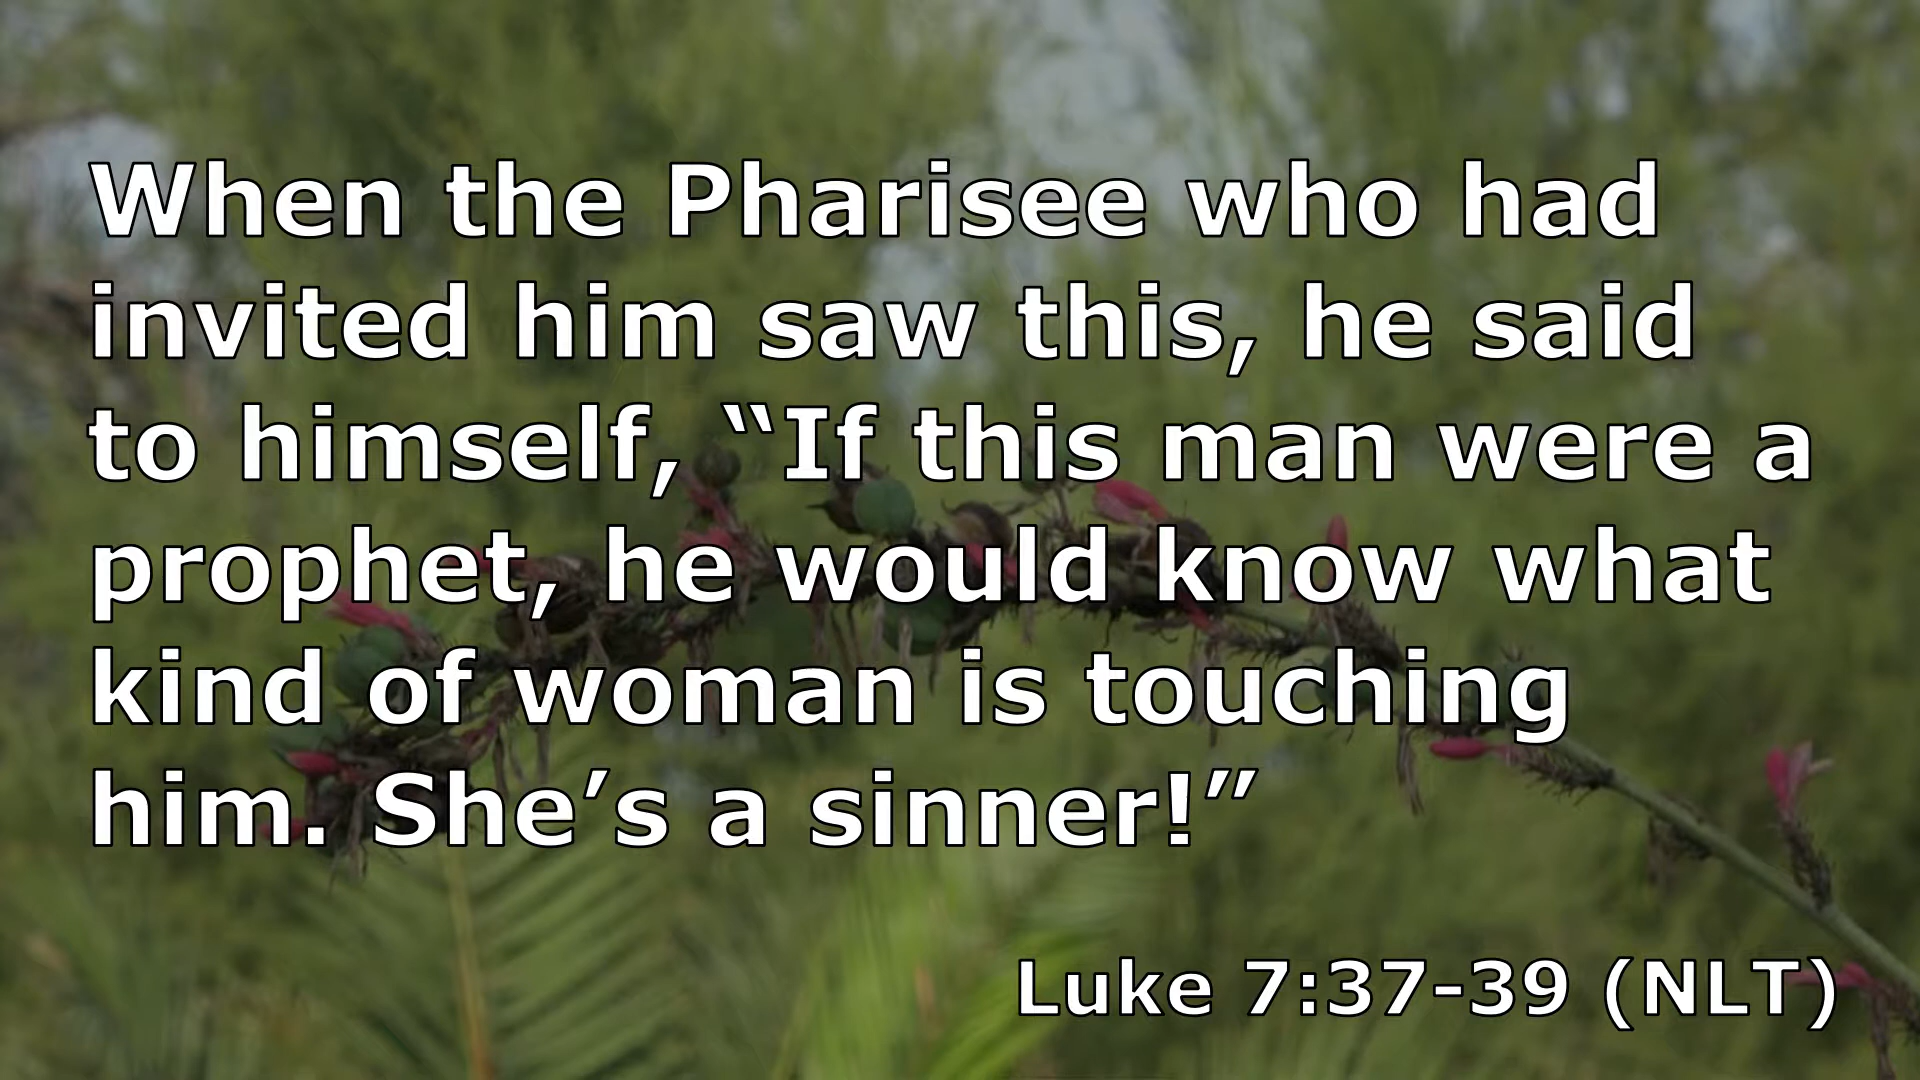 When the Pharisee who had
invited him saw this, he said
to himself, “If this man were a
prophet, he would know what
kind of woman is touching
him. She’s a sinner!”
Luke 7:37-39 (NLT)